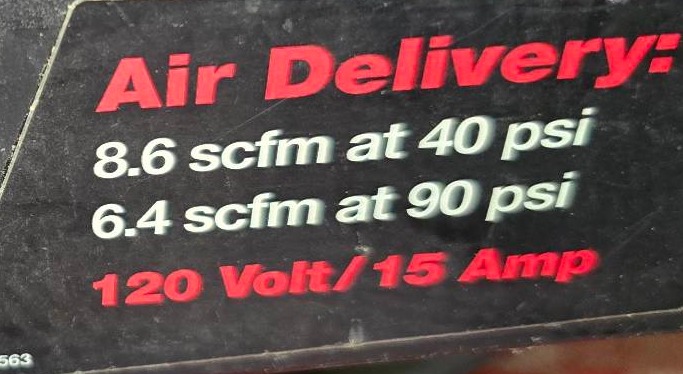 Air Delivery:
8.6 scfm at 40 psi
6.4 scfm at 90 psi
120 Volt/15 Amp
563